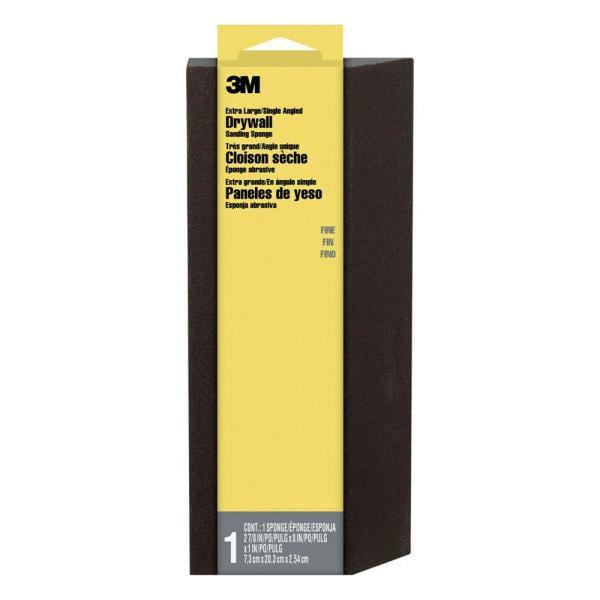 3M
Extra Large/Single Angled
Drywall
Sanding Sponge
Très grand/Angle unique
Cloison sèche
Éponge abrasive
Extra grande/En ángulo simple
Paneles de yeso
Esponja abrasiva
FINE
FIN
FINO
1
CONT.: 1 SPONGE/ÉPONGE/ESPONJA
2 7/8 IN/PO/PULG x 8 IN/PO/PULG
x 1 IN/PO/PULG
7,3 cm x 20,3 cm x 2,54 cm